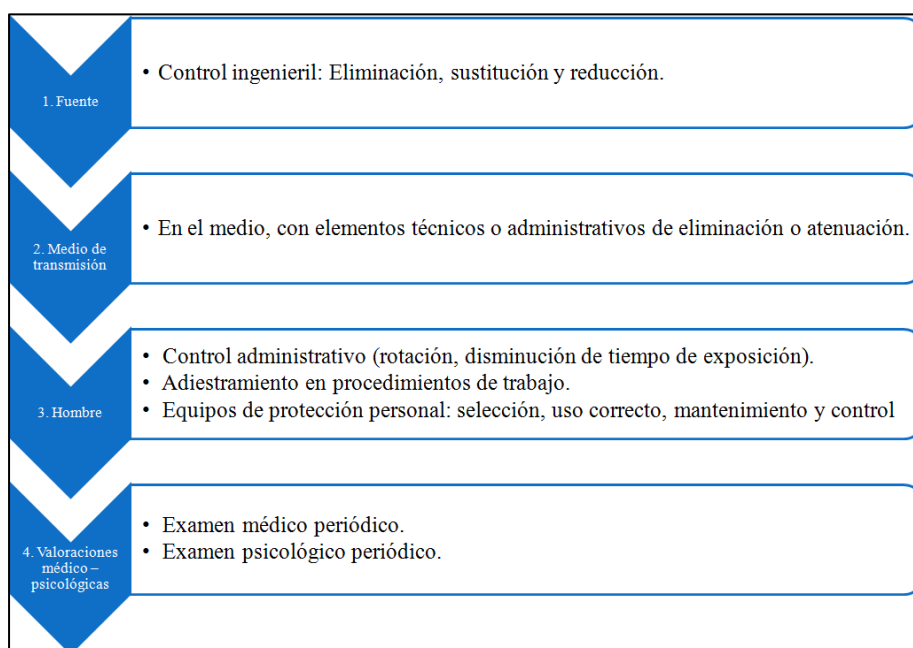 1. Fuente
• Control ingenieril: Eliminación, sustitución y reducción.
2. Medio de
transmisión
• En el medio, con elementos técnicos o administrativos de eliminación o atenuación.
3. Hombre
• Control administrativo (rotación, disminución de tiempo de exposición).
• Adiestramiento en procedimientos de trabajo.
• Equipos de protección personal: selección, uso correcto, mantenimiento y control
4. Valoraciones
médico –
psicológicas
• Examen médico periódico.
• Examen psicológico periódico.